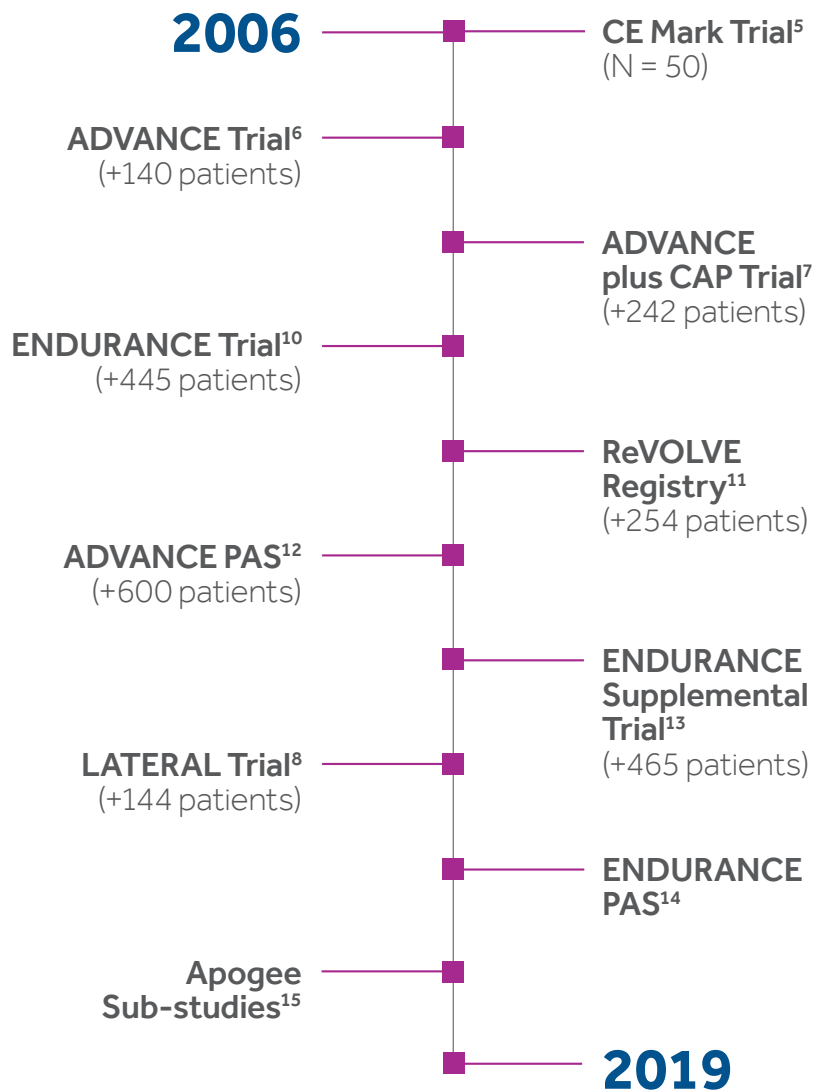 2006
CE Mark Trial5
(N = 50)
ADVANCE Trial6
(+140 patients)
ADVANCE
plus CAP Trial7
(+242 patients)
ENDURANCE Trial10
(+445 patients)
ReVOLVE
Registry11
(+254 patients)
ADVANCE PAS12
(+600 patients)
ENDURANCE
Supplemental
Trial13
(+465 patients)
LATERAL Trial8
(+144 patients)
ENDURANCE
PAS14
Apogee
Sub-studies15
2019